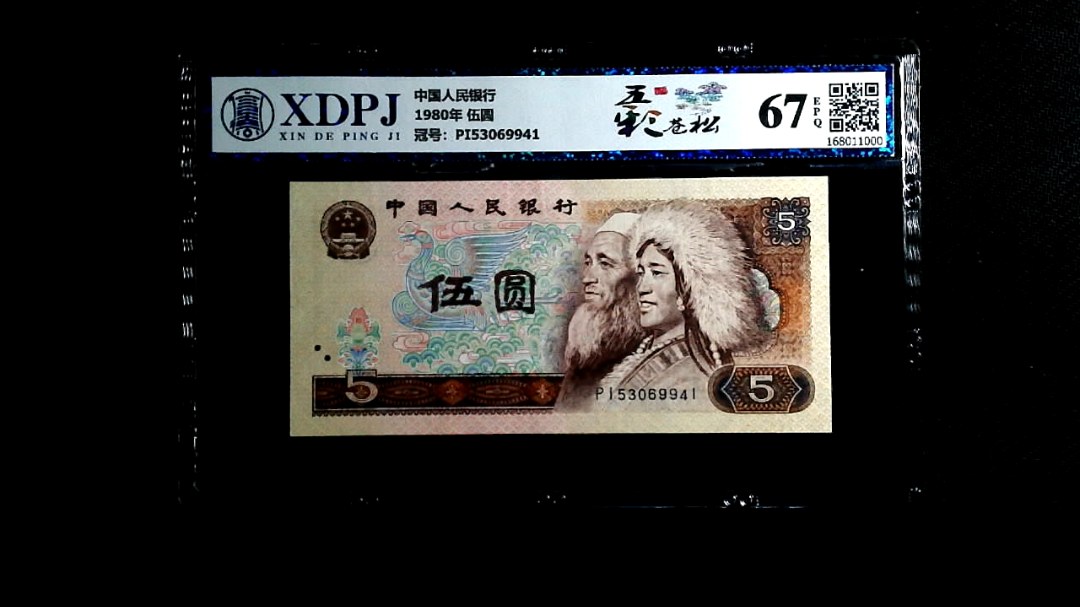 XDPJ
XIN DE PING JI
中国人民银行
1980年 伍圆
冠号: PI53069941
五彩苍松
67 EPQ
168011000
中国人民银行
5
伍圆
5
PI53069941
5